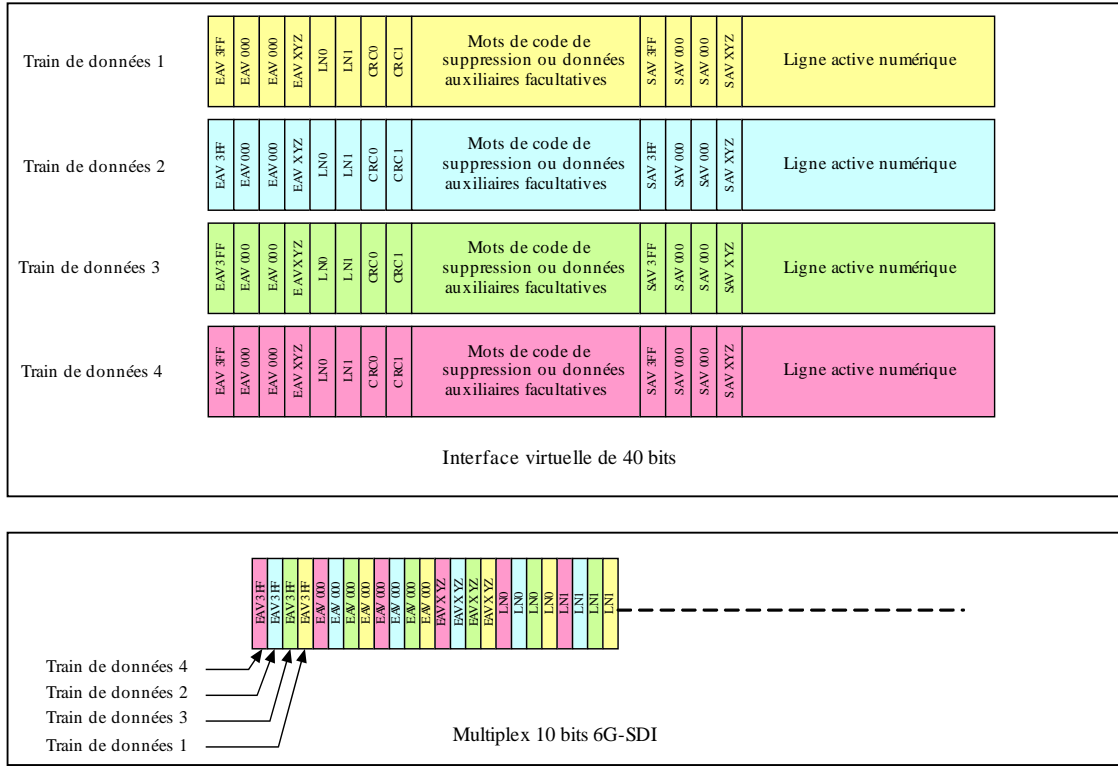 Train de données 1
EAV 3FF
EAV 000
EAV 000
EAV XYZ
LN0
LN1
CRC0
CRC1
Mots de code de
suppression ou données
auxiliaires facultatives
SAV 3FF
SAV 000
SAV 000
SAV XYZ
Ligne active numérique
Train de données 2
EAV 3FF
EAV 000
EAV 000
EAV XYZ
LN0
LN1
CRC0
CRC1
Mots de code de
suppression ou données
auxiliaires facultatives
SAV 3FF
SAV 000
SAV 000
SAV XYZ
Ligne active numérique
Train de données 3
EAV 3FF
EAV 000
EAV 000
EAV XYZ
LN0
LN1
CRC0
CRC1
Mots de code de
suppression ou données
auxiliaires facultatives
SAV 3FF
SAV 000
SAV 000
SAV XYZ
Ligne active numérique
Train de données 4
EAV 3FF
EAV 000
EAV 000
EAV XYZ
LN0
LN1
CRC0
CRC1
Mots de code de
suppression ou données
auxiliaires facultatives
SAV 3FF
SAV 000
SAV 000
SAV XYZ
Ligne active numérique
Interface virtuelle de 40 bits
EAV 3FF
EAV 3FF
EAV 3FF
EAV 3FF
EAV 000
EAV 000
EAV 000
EAV 000
EAV 000
EAV 000
EAV 000
EAV 000
EAV XYZ
EAV XYZ
EAV XYZ
EAV XYZ
LN0
LN0
LN0
LN0
LN1
LN1
LN1
LN1
Train de données 4
Train de données 2
Train de données 3
Train de données 1
Multiplex 10 bits 6G-SDI